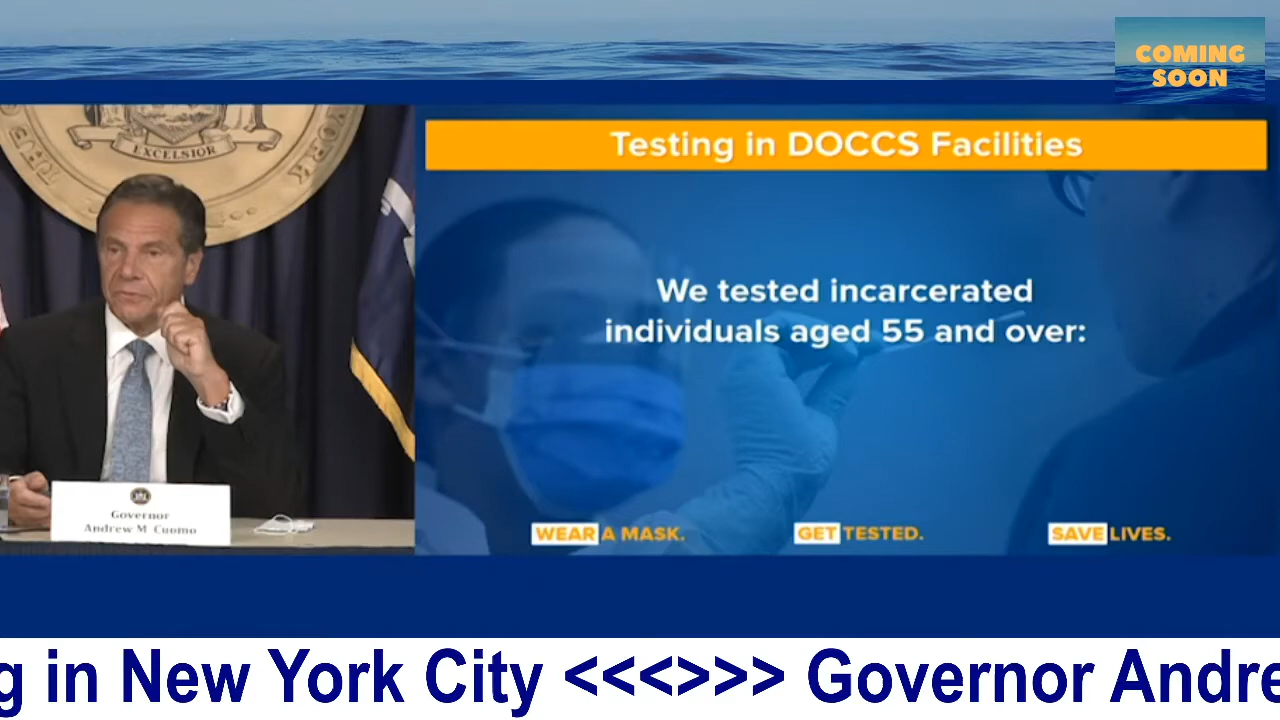 COMING
SOON
EXCELSIOR
Testing in DOCCS Facilities
We tested incarcerated
individuals aged 55 and over:
Governor
Andrew M. Cuomo
WEAR A MASK.
GET TESTED.
SAVE LIVES.
g in New York City <<<>>> Governor Andre